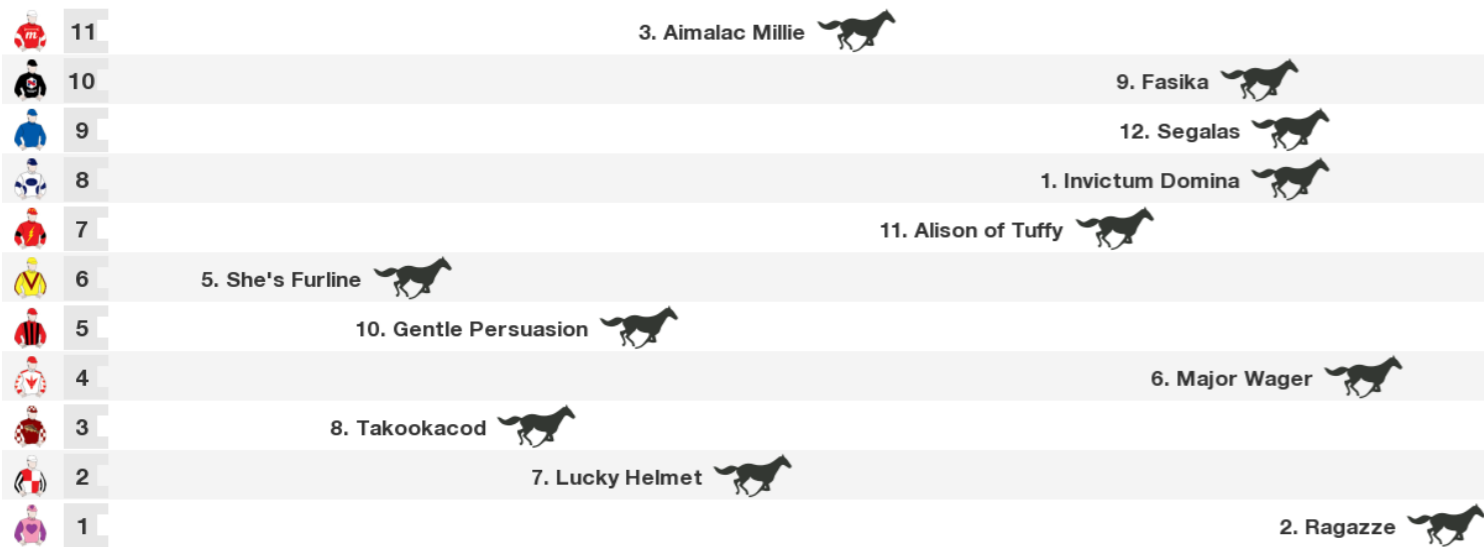 11 3. Aimalac Millie
10 9. Fasika
9 12. Segalas
8 1. Invictum Domina
7 11. Alison of Tuffy
6 5. She's Furline
5 10. Gentle Persuasion
4 6. Major Wager
3 8. Takookacod
2 7. Lucky Helmet
1 2. Ragazze